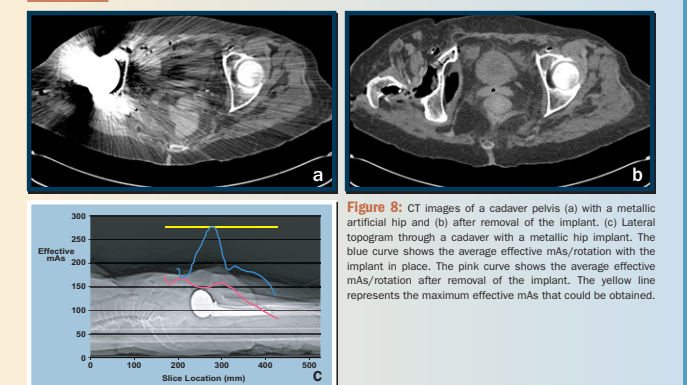 a
b
Figure 8: CT images of a cadaver pelvis (a) with a metallic
artificial hip and (b) after removal of the implant. (c) Lateral
topogram through a cadaver with a metallic hip implant. The
blue curve shows the average effective mAs/rotation with the
implant in place. The pink curve shows the average effective
mAs/rotation after removal of the implant. The yellow line
represents the maximum effective mAs that could be obtained.
300
250
Effective
mAs
200
150
100
50
0
0 100 200 300 400 500
Slice Location (mm)
c